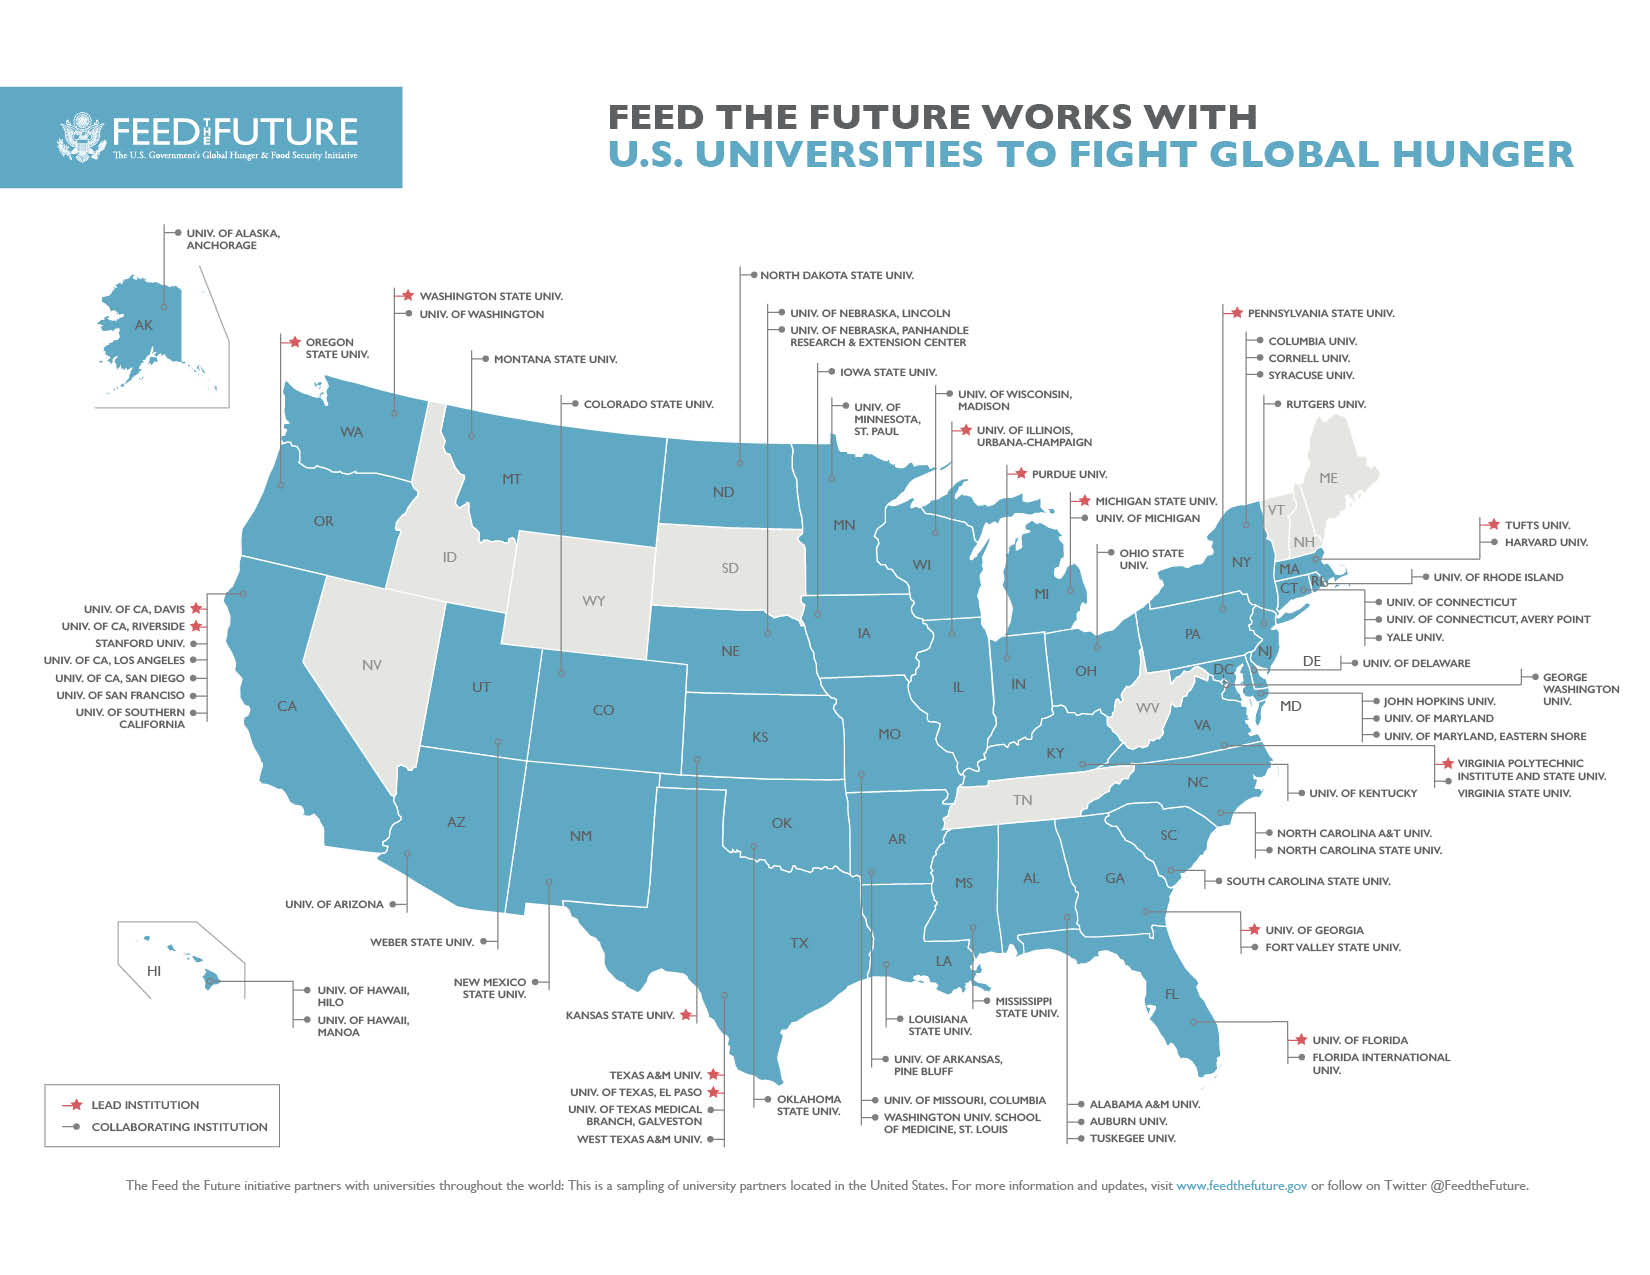 FEED THE FUTURE
The U.S. Government's Global Hunger & Food Security Initiative
FEED THE FUTURE WORKS WITH
U.S. UNIVERSITIES TO FIGHT GLOBAL HUNGER
UNIV. OF ALASKA,
ANCHORAGE
AK
WASHINGTON STATE UNIV.
UNIV. OF WASHINGTON
OREGON
STATE UNIV.
MONTANA STATE UNIV.
COLORADO STATE UNIV.
NORTH DAKOTA STATE UNIV.
UNIV. OF NEBRASKA, LINCOLN
UNIV. OF NEBRASKA, PANHANDLE
RESEARCH & EXTENSION CENTER
IOWA STATE UNIV.
UNIV. OF
MINNESOTA,
ST. PAUL
UNIV. OF WISCONSIN,
MADISON
UNIV. OF ILLINOIS,
URBANA-CHAMPAIGN
PURDUE UNIV.
MICHIGAN STATE UNIV.
UNIV. OF MICHIGAN
OHIO STATE
UNIV.
PENNSYLVANIA STATE UNIV.
COLUMBIA UNIV.
CORNELL UNIV.
SYRACUSE UNIV.
RUTGERS UNIV.
TUFTS UNIV.
HARVARD UNIV.
UNIV. OF RHODE ISLAND
UNIV. OF CONNECTICUT
UNIV. OF CONNECTICUT, AVERY POINT
YALE UNIV.
UNIV. OF DELAWARE
GEORGE
WASHINGTON
UNIV.
JOHN HOPKINS UNIV.
UNIV. OF MARYLAND
UNIV. OF MARYLAND, EASTERN SHORE
VIRGINIA POLYTECHNIC
INSTITUTE AND STATE UNIV.
VIRGINIA STATE UNIV.
UNIV. OF KENTUCKY
NORTH CAROLINA A&T UNIV.
NORTH CAROLINA STATE UNIV.
SOUTH CAROLINA STATE UNIV.
UNIV. OF GEORGIA
FORT VALLEY STATE UNIV.
UNIV. OF FLORIDA
FLORIDA INTERNATIONAL
UNIV.
WA
OR
ID
MT
ND
SD
WY
MN
WI
MI
NY
VT
NH
ME
MA
RI
CT
PA
NJ
DE
DC
MD
CA
NV
UT
CO
NE
KS
IA
MO
IL
IN
OH
WV
VA
KY
TN
NC
SC
AZ
NM
OK
TX
AR
LA
MS
AL
GA
FL
HI
UNIV. OF CA, DAVIS
UNIV. OF CA, RIVERSIDE
STANFORD UNIV.
UNIV. OF CA, LOS ANGELES
UNIV. OF CA, SAN DIEGO
UNIV. OF SAN FRANCISO
UNIV. OF SOUTHERN
CALIFORNIA
UNIV. OF ARIZONA
WEBER STATE UNIV.
NEW MEXICO
STATE UNIV.
UNIV. OF HAWAII,
HILO
UNIV. OF HAWAII,
MANOA
KANSAS STATE UNIV.
TEXAS A&M UNIV.
UNIV. OF TEXAS, EL PASO
UNIV. OF TEXAS MEDICAL
BRANCH, GALVESTON
WEST TEXAS A&M UNIV.
OKLAHOMA
STATE UNIV.
UNIV. OF MISSOURI, COLUMBIA
WASHINGTON UNIV. SCHOOL
OF MEDICINE, ST. LOUIS
UNIV. OF ARKANSAS,
PINE BLUFF
LOUISIANA
STATE UNIV.
MISSISSIPPI
STATE UNIV.
ALABAMA A&M UNIV.
AUBURN UNIV.
TUSKEGEE UNIV.
LEAD INSTITUTION
COLLABORATING INSTITUTION
The Feed the Future initiative partners with universities throughout the world: This is a sampling of university partners located in the United States. For more information and updates, visit www.feedthefuture.gov or follow on Twitter @FeedtheFuture.